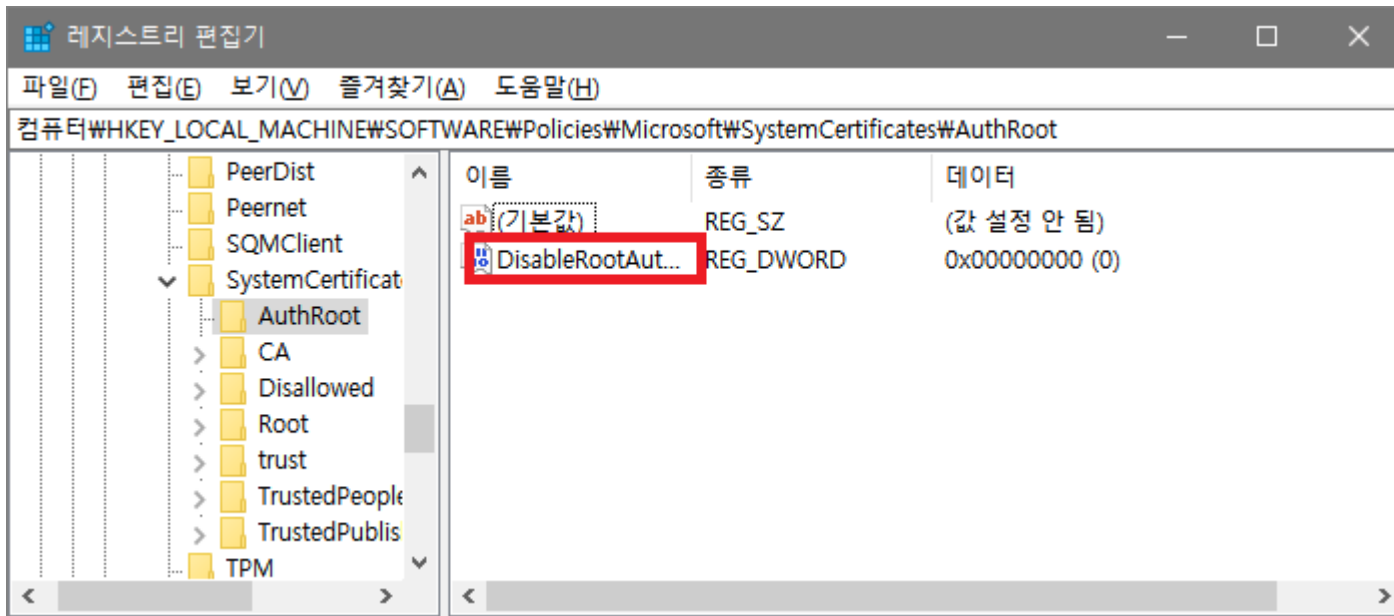 레지스트리 편집기
파일(F) 편집(E) 보기(V) 즐겨찾기(A) 도움말(H)
컴퓨터₩HKEY_LOCAL_MACHINE₩SOFTWARE₩Policies₩Microsoft₩SystemCertificates₩AuthRoot
PeerDist
Peernet
SQMClient
SystemCertificat
AuthRoot
CA
Disallowed
Root
trust
TrustedPeople
TrustedPublis
TPM
이름 종류 데이터
(기본값) REG_SZ (값 설정 안 됨)
DisableRootAut... REG_DWORD 0x00000000 (0)